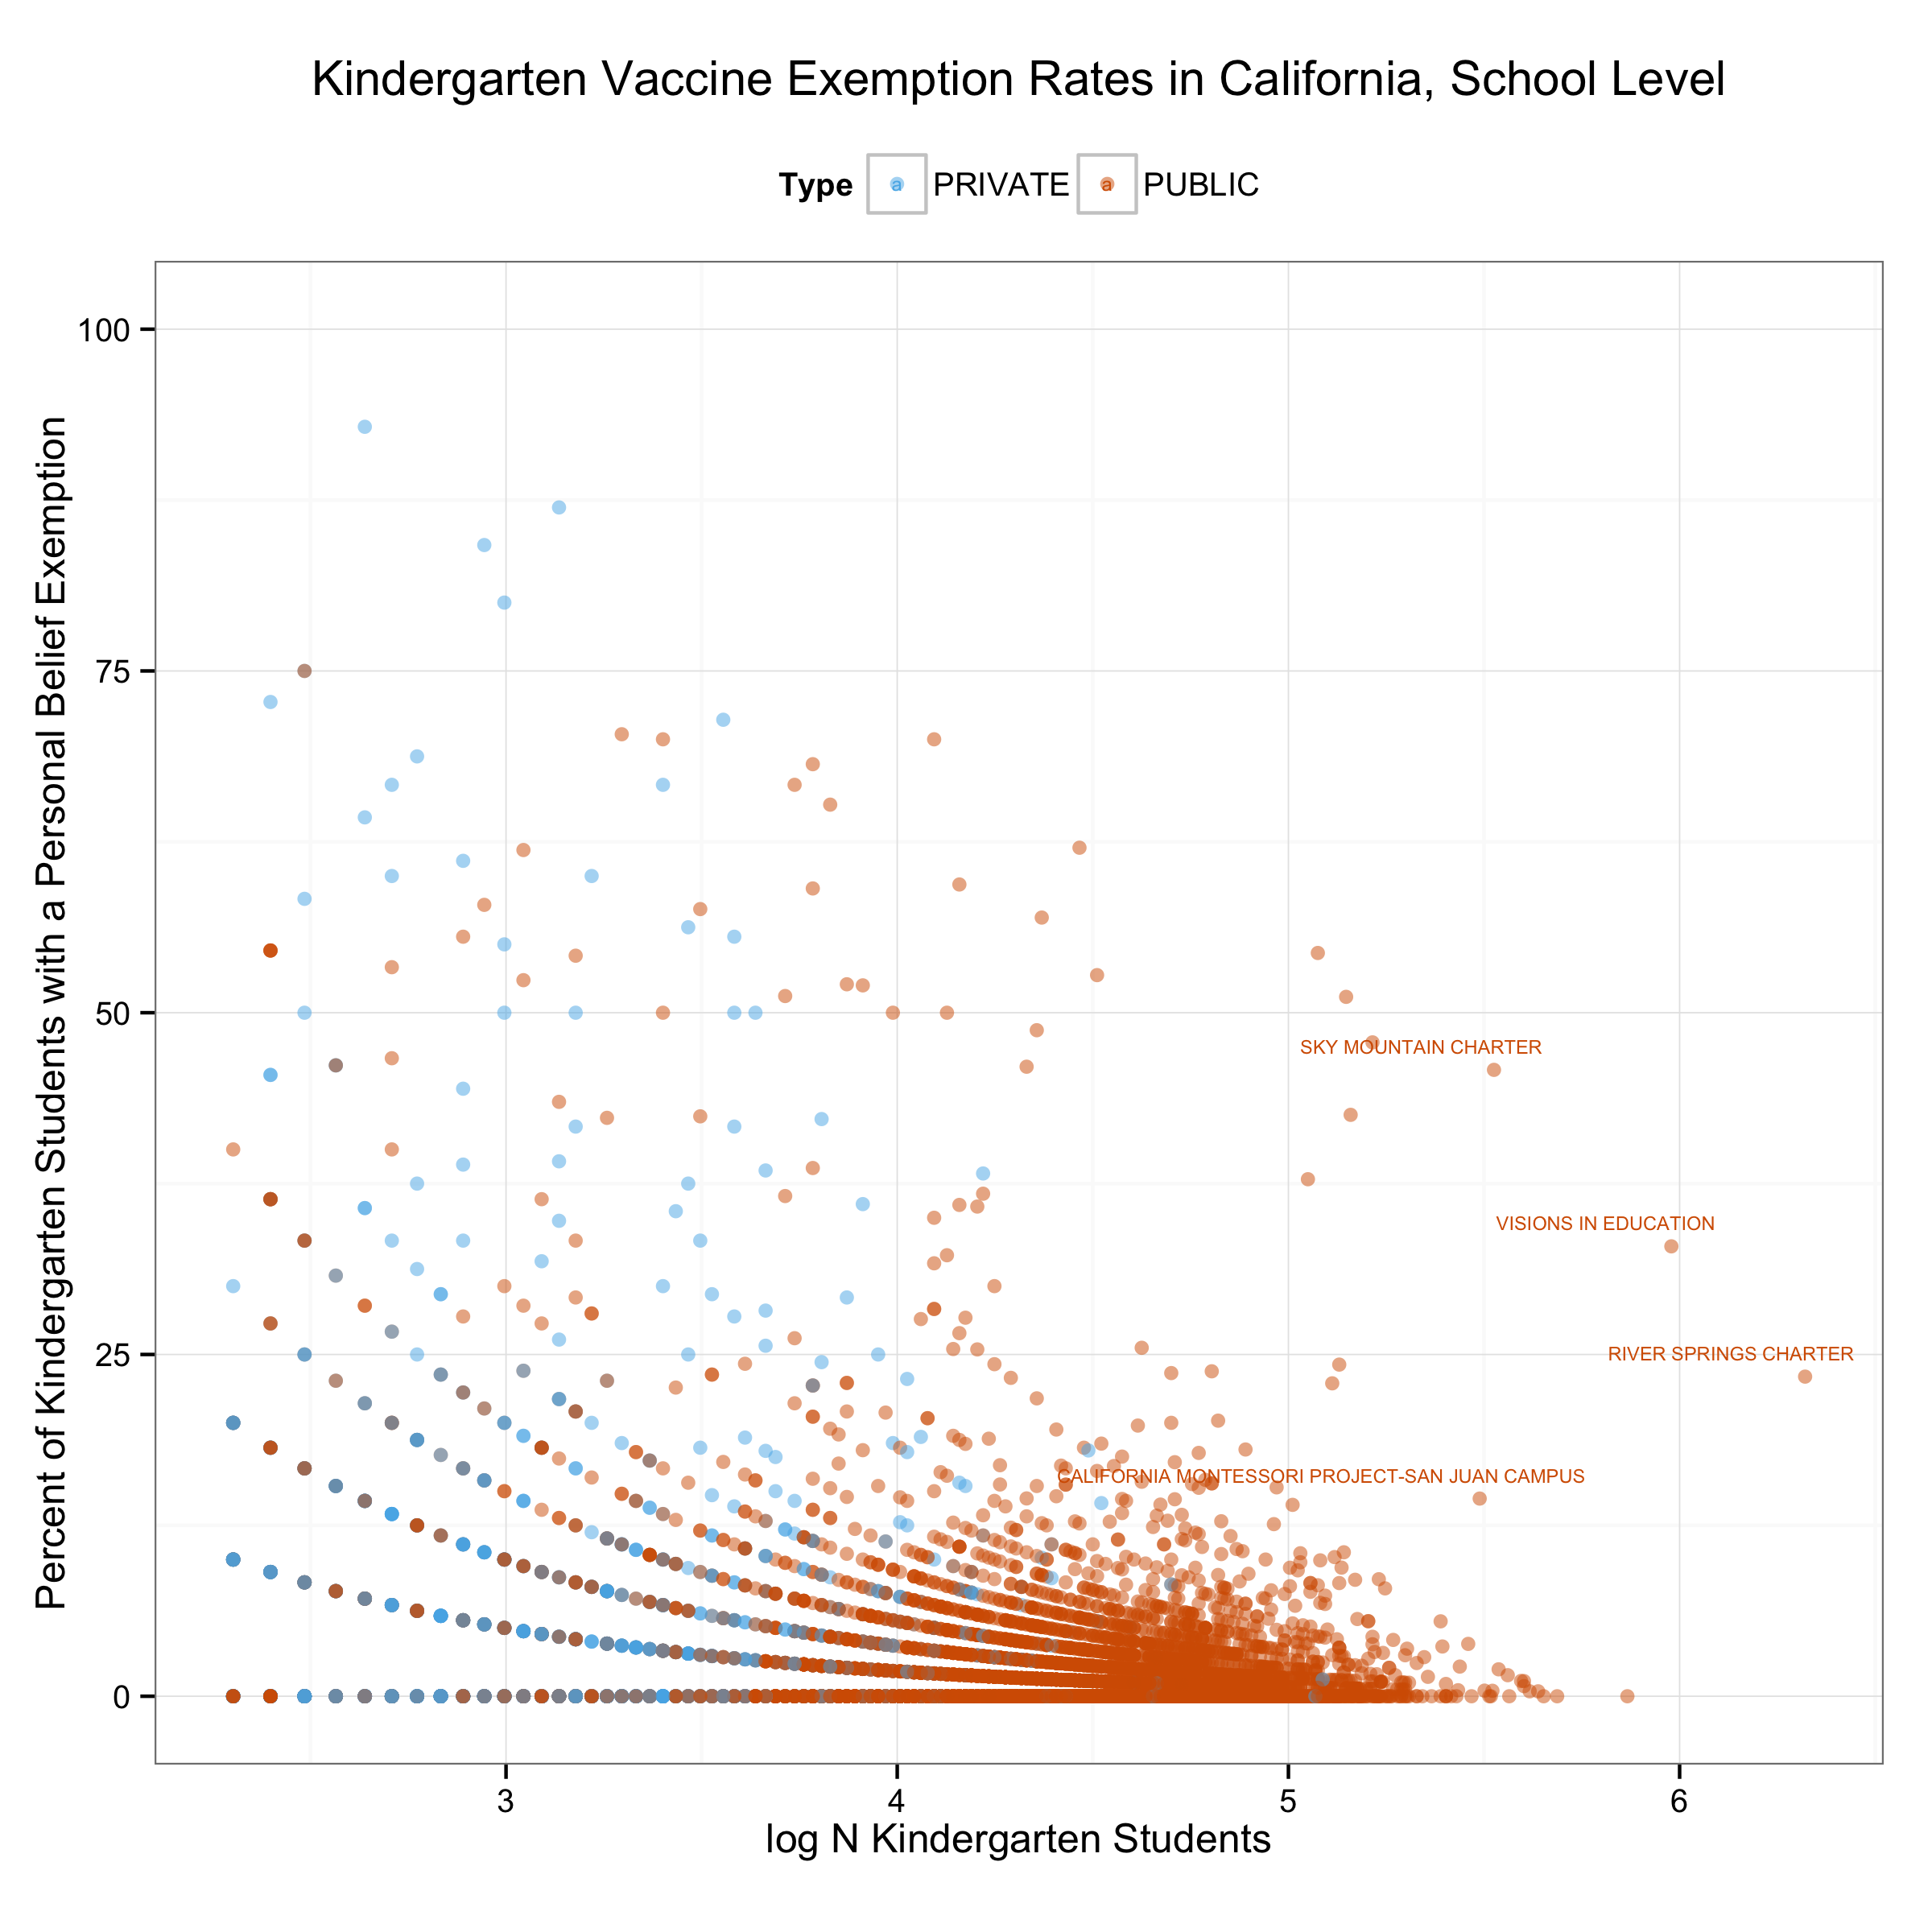 Kindergarten Vaccine Exemption Rates in California, School Level
Type a PRIVATE a PUBLIC
Percent of Kindergarten Students with a Personal Belief Exemption
100
75
50
25
0
SKY MOUNTAIN CHARTER
VISIONS IN EDUCATION
RIVER SPRINGS CHARTER
CALIFORNIA MONTESSORI PROJECT-SAN JUAN CAMPUS
3 4 5 6
log N Kindergarten Students